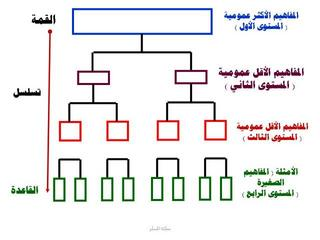 القمة
المفاهيم الأكثر عمومية
( المستوى الأول )
المفاهيم الأقل عمومية
( المستوى الثاني )
تسلسل
المفاهيم الأقل عمومية
( المستوى الثالث )
الأمثلة ( المفاهيم
الصغيرة
( المستوى الرابع )
القاعدة